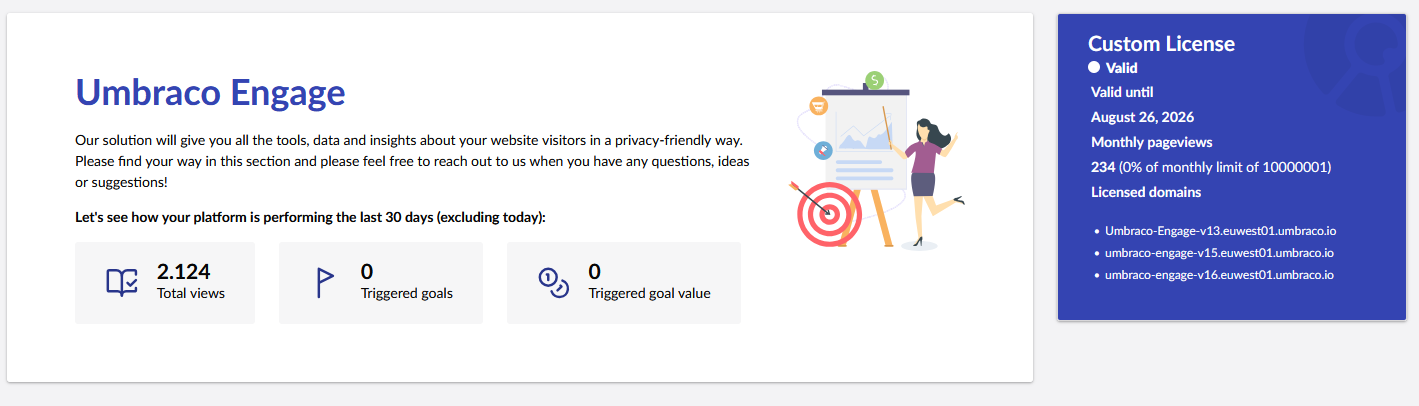 Umbraco Engage
Our solution will give you all the tools, data and insights about your website visitors in a privacy-friendly way.
Please find your way in this section and please feel free to reach out to us when you have any questions, ideas
or suggestions!
Let's see how your platform is performing the last 30 days (excluding today):
2.124
Total views
0
Triggered goals
1
0
Triggered goal value
$
Custom License
Valid
Valid until
August 26, 2026
Monthly pageviews
234 (0% of monthly limit of 10000001)
Licensed domains
• Umbraco-Engage-v13.euwest01.umbraco.io
• umbraco-engage-v15.euwest01.umbraco.io
• umbraco-engage-v16.euwest01.umbraco.io